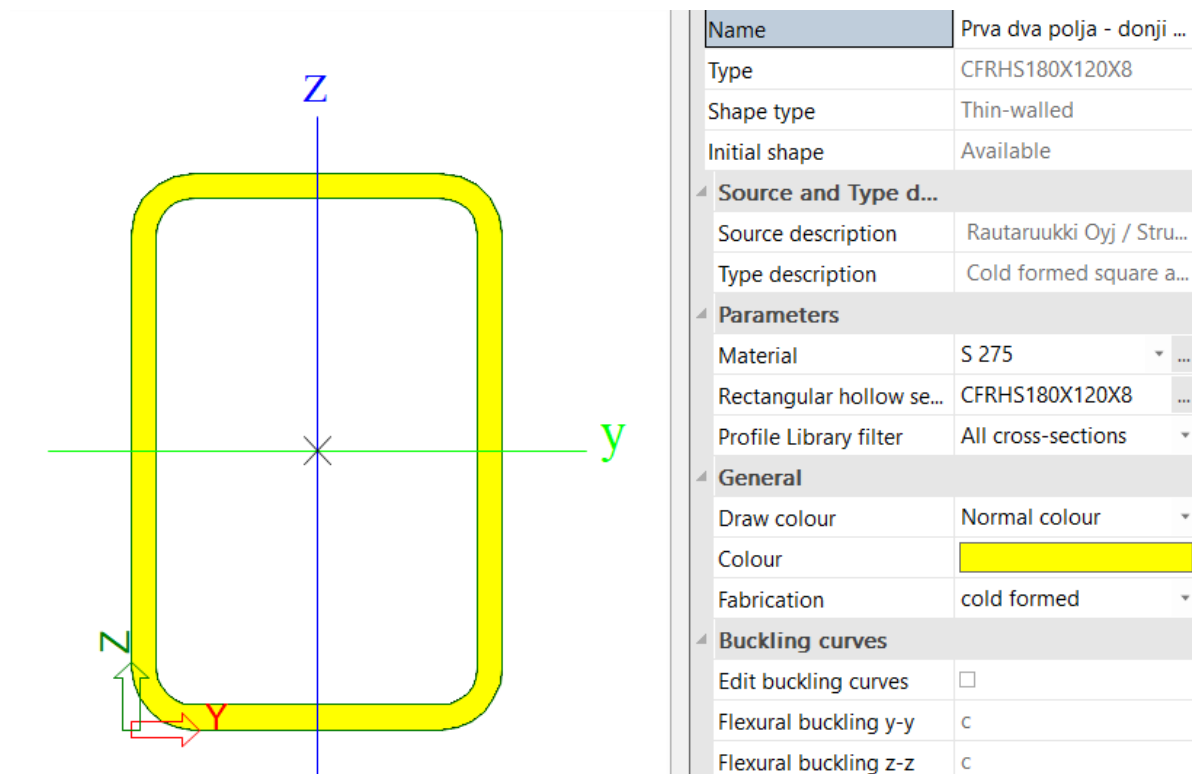 Z
y
Z
Y
Name Prva dva polja - donji ...
Type CFRHS180X120X8
Shape type Thin-walled
Initial shape Available
Source and Type d...
Source description Rautaruukki Oyj / Stru...
Type description Cold formed square a...
Parameters
Material S 275 ...
Rectangular hollow se... CFRHS180X120X8 ...
Profile Library filter All cross-sections
General
Draw colour Normal colour
Colour
Fabrication cold formed
Buckling curves
Edit buckling curves
Flexural buckling y-y c
Flexural buckling z-z c